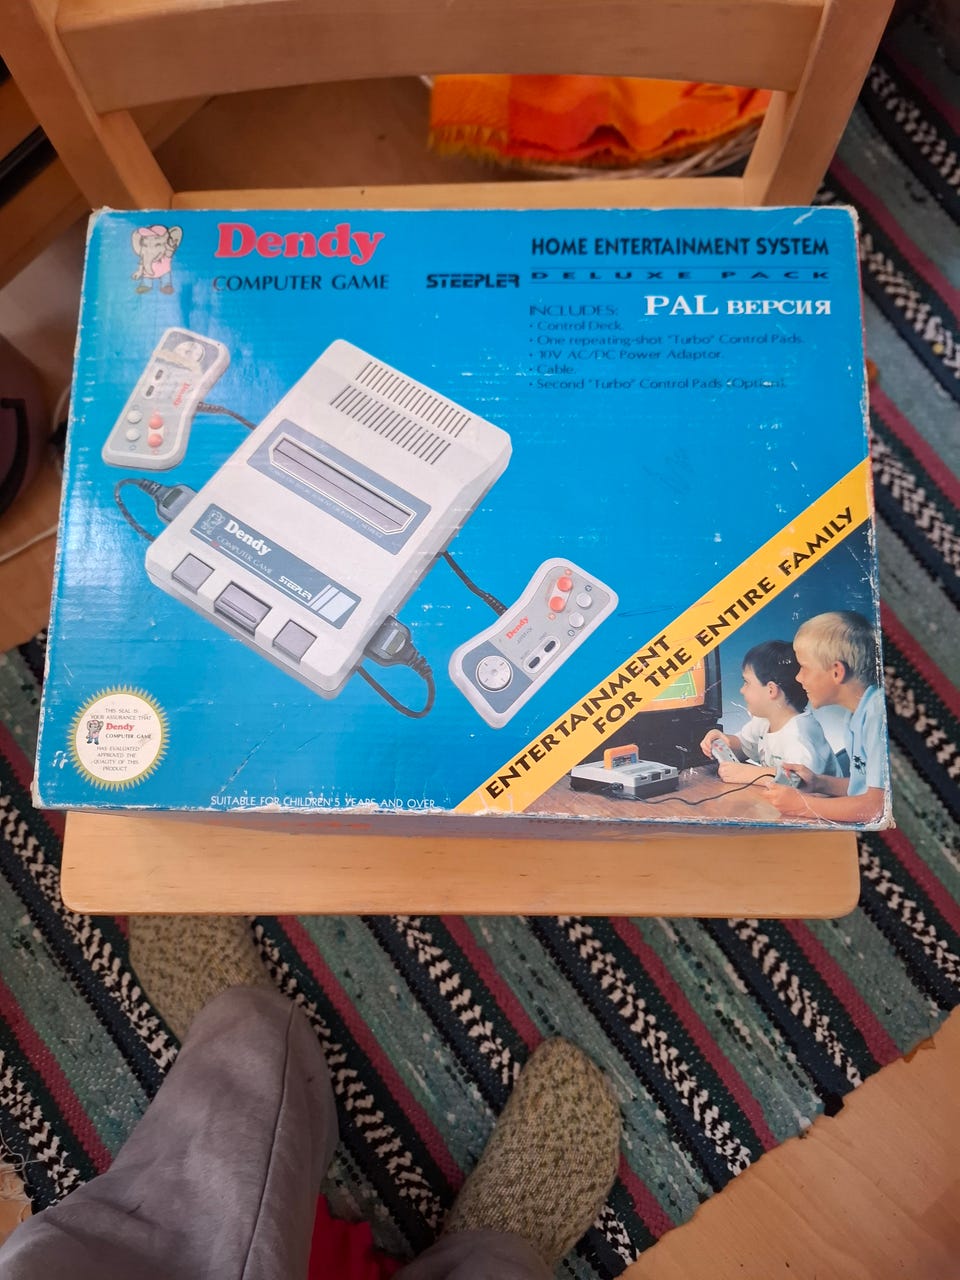 Dendy
COMPUTER GAME
STEEPLER
HOME ENTERTAINMENT SYSTEM
DELUXE PACK
PAL ВЕРСИЯ
INCLUDES:
· Control Deck.
· One repeating-shot "Turbo" Control Pads.
· 10V AC/DC Power Adaptor.
· Cable.
· Second "Turbo" Control Pads (Option).
Dendy
Dendy
COMPUTER GAME
STEEPLER
Dendy
ENTERTAINMENT
FOR THE ENTIRE FAMILY
THIS SEAL IS
YOUR ASSURANCE THAT
Dendy
COMPUTER GAME
HAS EVALUATED
APPROVED THE
QUALITY OF THIS
PRODUCT
SUITABLE FOR CHILDREN'S YEARS AND OVER